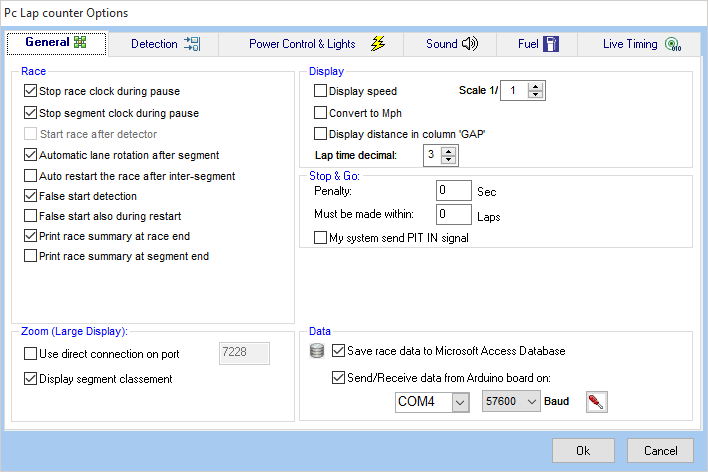 Pc Lap counter Options
General
Detection
Power Control & Lights
Sound
Fuel
Live Timing
Race
Stop race clock during pause
Stop segment clock during pause
Start race after detector
Automatic lane rotation after segment
Auto restart the race after inter-segment
False start detection
False start also during restart
Print race summary at race end
Print race summary at segment end
Display
Display speed
Scale 1/ 1
Convert to Mph
Display distance in column 'GAP'
Lap time decimal: 3
Stop & Go:
Penalty: 0 Sec
Must be made within: 0 Laps
My system send PIT IN signal
Zoom (Large Display):
Use direct connection on port 7228
Display segment classement
Data
Save race data to Microsoft Access Database
Send/Receive data from Arduino board on:
COM4 57600 Baud
Ok
Cancel